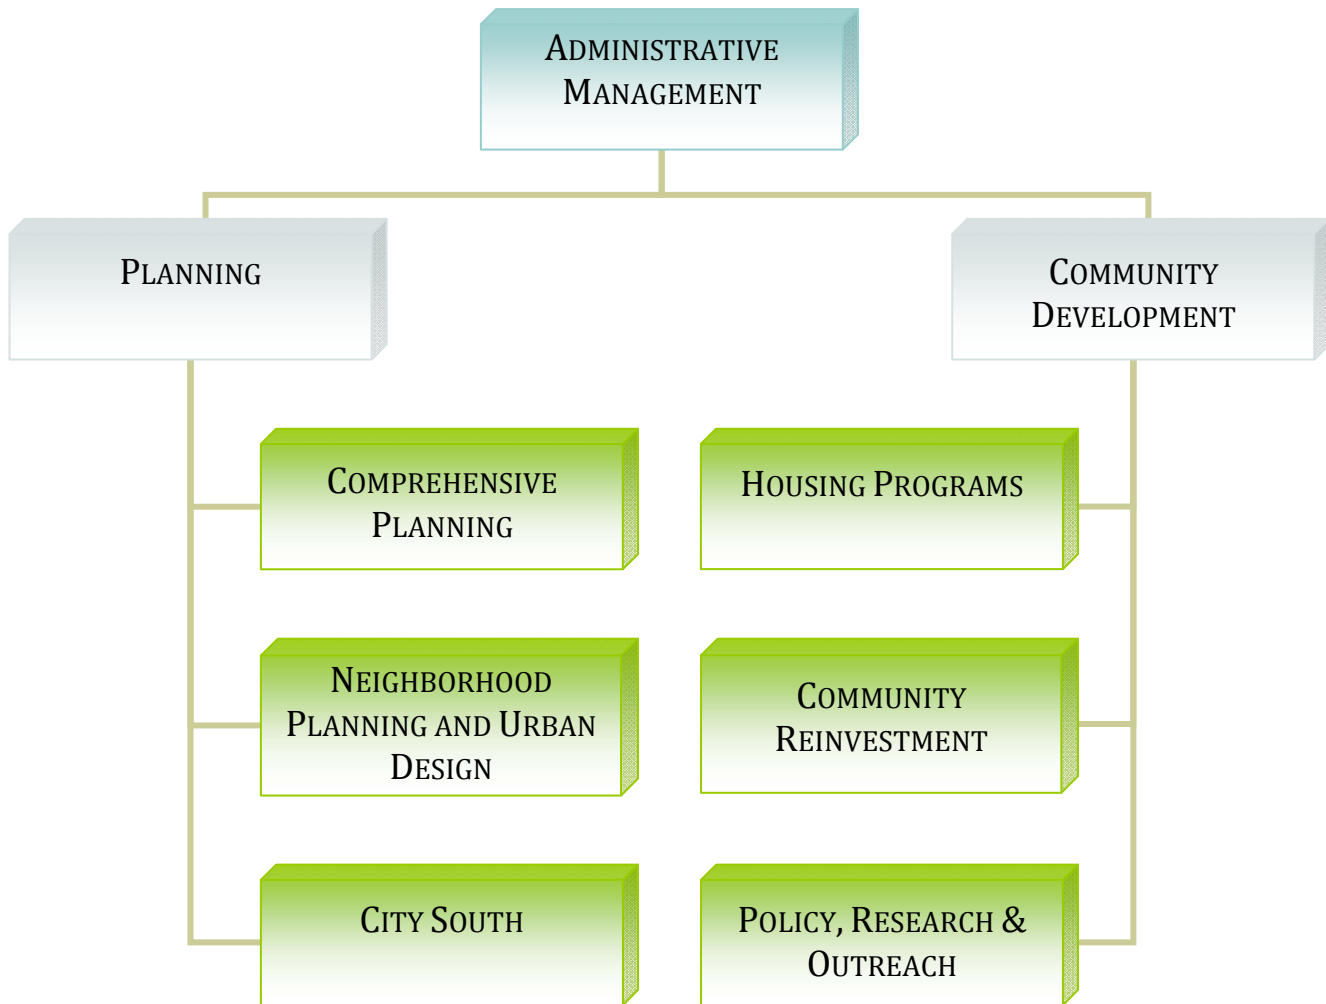 ADMINISTRATIVE
MANAGEMENT
PLANNING
COMMUNITY
DEVELOPMENT
COMPREHENSIVE
PLANNING
HOUSING PROGRAMS
NEIGHBORHOOD
PLANNING AND URBAN
DESIGN
COMMUNITY
REINVESTMENT
CITY SOUTH
POLICY, RESEARCH &
OUTREACH